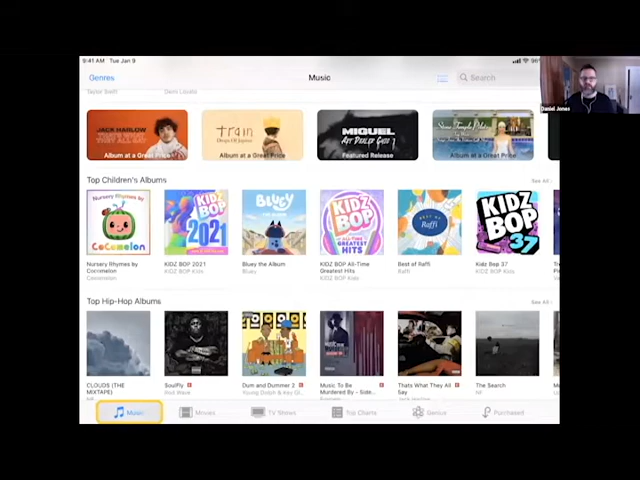 9:41 AM Tue Jan 9
96%
Genres
Music
Search
Daniel Jones
Taylor Swift
Demi Lovato
JACK HARLOW
Album at a Great Price
train
Drops Of Jupiter
Album at a Great Price
MIGUEL
ART DEALER CHIC 1
Featured Release
Stone Temple Pilots
Album at a Great Price
Top Children's Albums
See All
Nursery Rhymes by
CoComelon
KIDZ BOP
2021
BLUEY
THE ALBUM
KIDZ BOP
ALL-TIME
GREATEST
HITS
BEST OF
Raffi
KIDZ BOP
37
Nursery Rhymes by
Cocomelon
Cocomelon
KIDZ BOP 2021
KIDZ BOP Kids
Bluey the Album
Bluey
KIDZ BOP All-Time
Greatest Hits
KIDZ BOP Kids
Best of Raffi
Raffi
Kidz Bop 37
KIDZ BOP Kids
Top Hip-Hop Albums
See All
CLOUDS (THE
MIXTAPE)
NF
Soulfly
Rod Wave
Dum and Dummer 2
Young Dolph & Key Gl...
Music To Be
Murdered By - Side...
Eminem
Thats What They All
Say
Jack Harlow
The Search
NF
Music
Movies
TV Shows
Top Charts
Genius
Purchased